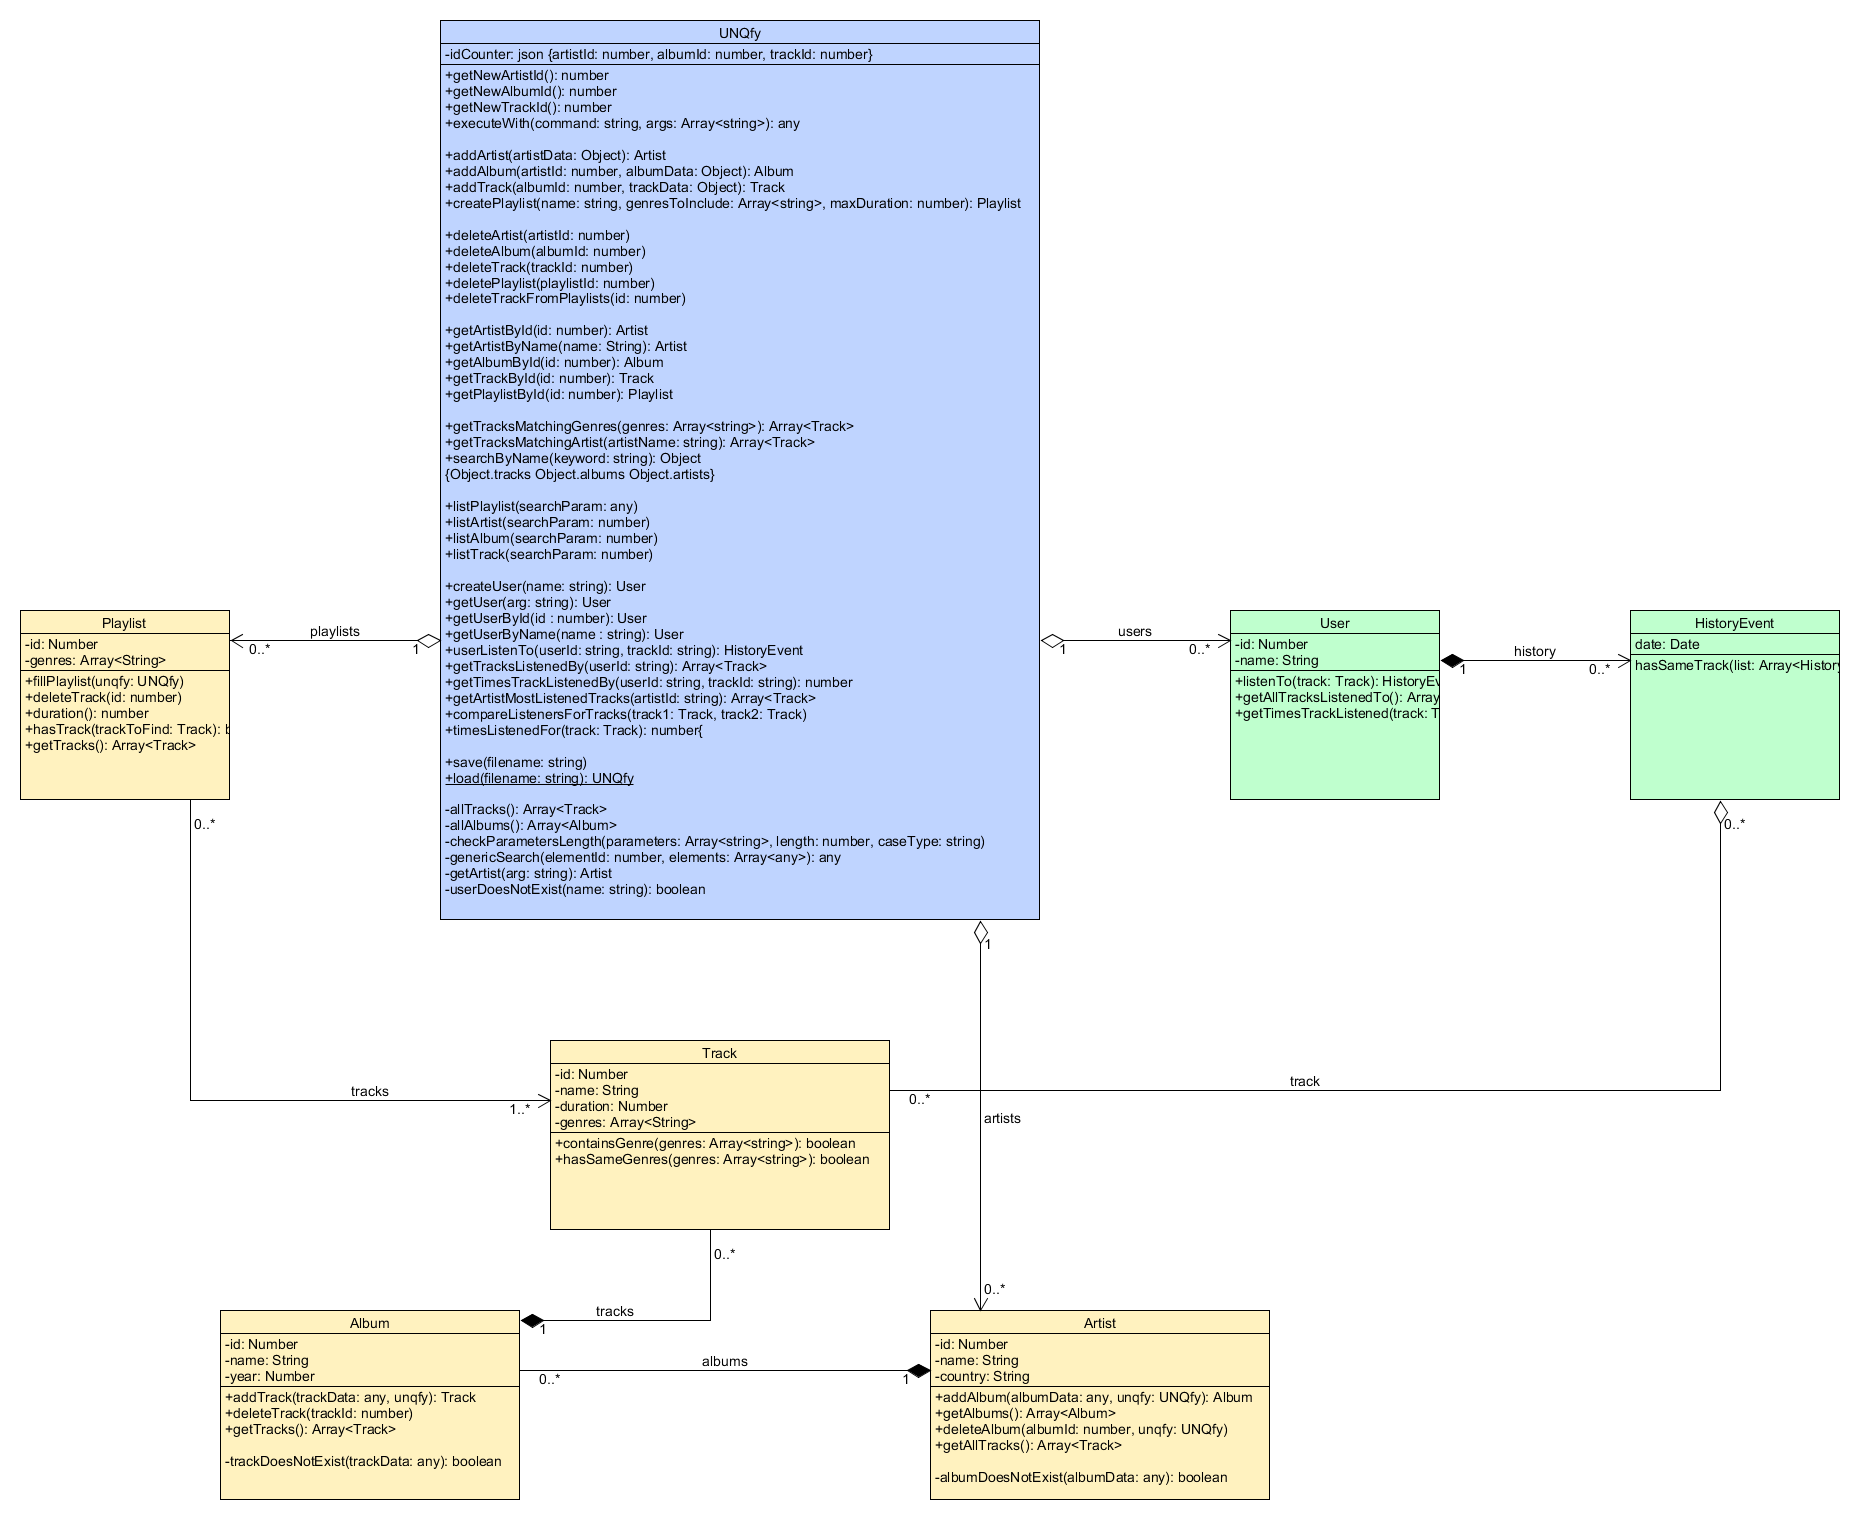 UNQfy
-idCounter: json {artistId: number, albumId: number, trackId: number}
+getNewArtistId(): number
+getNewAlbumId(): number
+getNewTrackId(): number
+executeWith(command: string, args: Array<string>): any
+addArtist(artistData: Object): Artist
+addAlbum(artistId: number, albumData: Object): Album
+addTrack(albumId: number, trackData: Object): Track
+createPlaylist(name: string, genresToInclude: Array<string>, maxDuration: number): Playlist
+deleteArtist(artistId: number)
+deleteAlbum(albumId: number)
+deleteTrack(trackId: number)
+deletePlaylist(playlistId: number)
+deleteTrackFromPlaylists(id: number)
+getArtistById(id: number): Artist
+getArtistByName(name: String): Artist
+getAlbumById(id: number): Album
+getTrackById(id: number): Track
+getPlaylistById(id: number): Playlist
+getTracksMatchingGenres(genres: Array<string>): Array<Track>
+getTracksMatchingArtist(artistName: string): Array<Track>
+searchByName(keyword: string): Object
{Object.tracks Object.albums Object.artists}
+listPlaylist(searchParam: any)
+listArtist(searchParam: number)
+listAlbum(searchParam: number)
+listTrack(searchParam: number)
+createUser(name: string): User
+getUser(arg: string): User
+getUserById(id : number): User
+getUserByName(name : string): User
+userListenTo(userId: string, trackId: string): HistoryEvent
+getTracksListenedBy(userId: string): Array<Track>
+getTimesTrackListenedBy(userId: string, trackId: string): number
+getArtistMostListenedTracks(artistId: string): Array<Track>
+compareListenersForTracks(track1: Track, track2: Track)
+timesListenedFor(track: Track): number{
+save(filename: string)
+load(filename: string): UNQfy
-allTracks(): Array<Track>
-allAlbums(): Array<Album>
-checkParametersLength(parameters: Array<string>, length: number, caseType: string)
-genericSearch(elementId: number, elements: Array<any>): any
-getArtist(arg: string): Artist
-userDoesNotExist(name: string): boolean
Playlist
-id: Number
-genres: Array<String>
+fillPlaylist(unqfy: UNQfy)
+deleteTrack(id: number)
+duration(): number
+hasTrack(trackToFind: Track): b
+getTracks(): Array<Track>
playlists
0..*
1
users
1
0..*
User
-id: Number
-name: String
+listenTo(track: Track): HistoryEv
+getAllTracksListenedTo(): Array
+getTimesTrackListened(track: T
history
1
0..*
HistoryEvent
date: Date
hasSameTrack(list: Array<History
0..*
0..*
1
tracks
1..*
Track
-id: Number
-name: String
-duration: Number
-genres: Array<String>
+containsGenre(genres: Array<string>): boolean
+hasSameGenres(genres: Array<string>): boolean
track
0..*
artists
0..*
0..*
tracks
1
Album
-id: Number
-name: String
-year: Number
+addTrack(trackData: any, unqfy): Track
+deleteTrack(trackId: number)
+getTracks(): Array<Track>
-trackDoesNotExist(trackData: any): boolean
albums
0..*
1
Artist
-id: Number
-name: String
-country: String
+addAlbum(albumData: any, unqfy: UNQfy): Album
+getAlbums(): Array<Album>
+deleteAlbum(albumId: number, unqfy: UNQfy)
+getAllTracks(): Array<Track>
-albumDoesNotExist(albumData: any): boolean